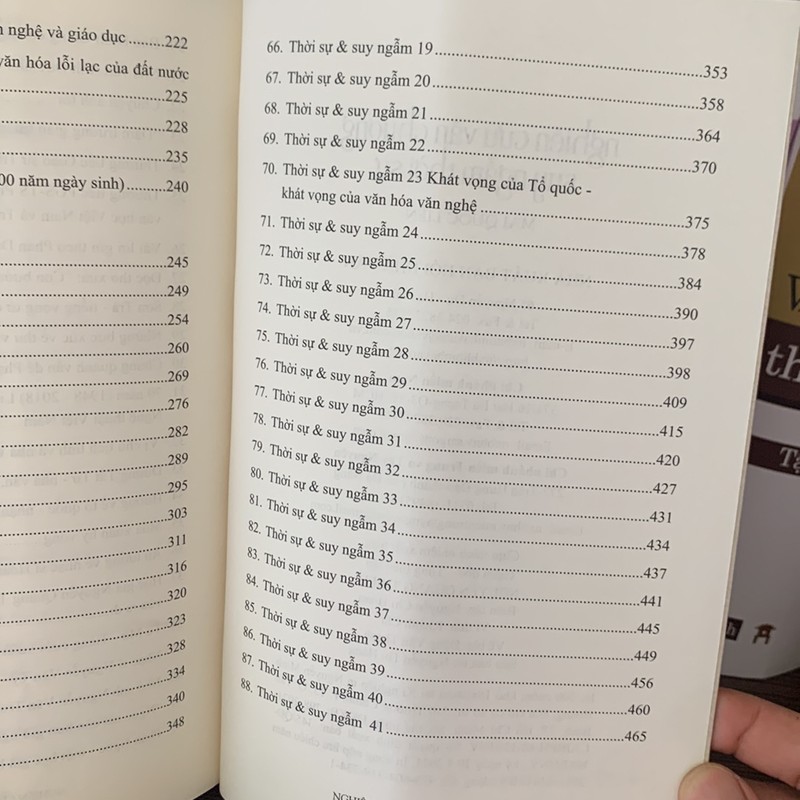 nghệ và giáo dục.........222
văn hóa lỗi lạc của đất nước
225
228
235
00 năm ngày sinh)..........240
245
249
254
260
269
276
282
289
295
303
311
316
320
323
328
334
340
348
66. Thời sự & suy ngẫm 19..........353
67. Thời sự & suy ngẫm 20..........358
68. Thời sự & suy ngẫm 21..........364
69. Thời sự & suy ngẫm 22..........370
70. Thời sự & suy ngẫm 23 Khát vọng của Tổ quốc -
khát vọng của văn hóa văn nghệ..........375
71. Thời sự & suy ngẫm 24..........378
72. Thời sự & suy ngẫm 25..........384
73. Thời sự & suy ngẫm 26..........390
74. Thời sự & suy ngẫm 27..........397
75. Thời sự & suy ngẫm 28..........398
76. Thời sự & suy ngẫm 29..........409
77. Thời sự & suy ngẫm 30..........415
78. Thời sự & suy ngẫm 31..........420
79. Thời sự & suy ngẫm 32..........427
80. Thời sự & suy ngẫm 33..........431
81. Thời sự & suy ngẫm 34..........434
82. Thời sự & suy ngẫm 35..........437
83. Thời sự & suy ngẫm 36..........441
84. Thời sự & suy ngẫm 37..........445
85. Thời sự & suy ngẫm 38..........449
86. Thời sự & suy ngẫm 39..........456
87. Thời sự & suy ngẫm 40..........460
88. Thời sự & suy ngẫm 41..........465